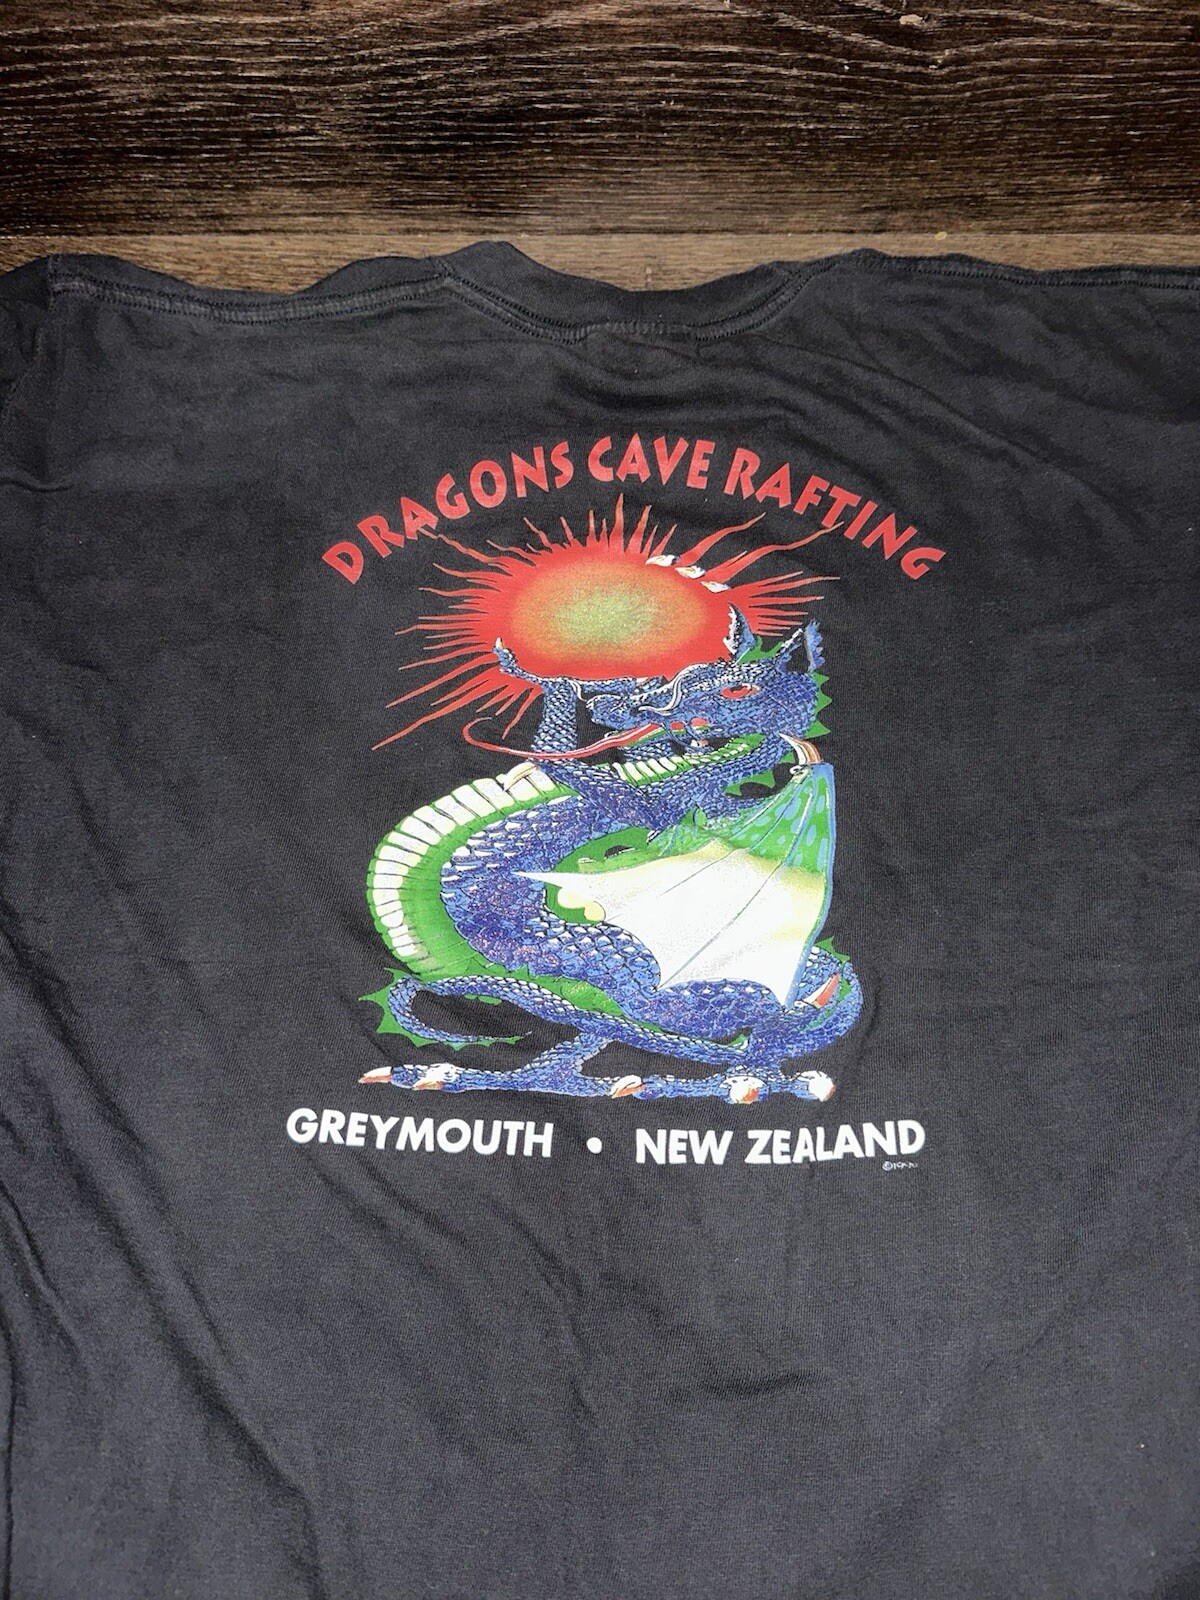 DRAGONS CAVE RAFTING
GREYMOUTH • NEW ZEALAND